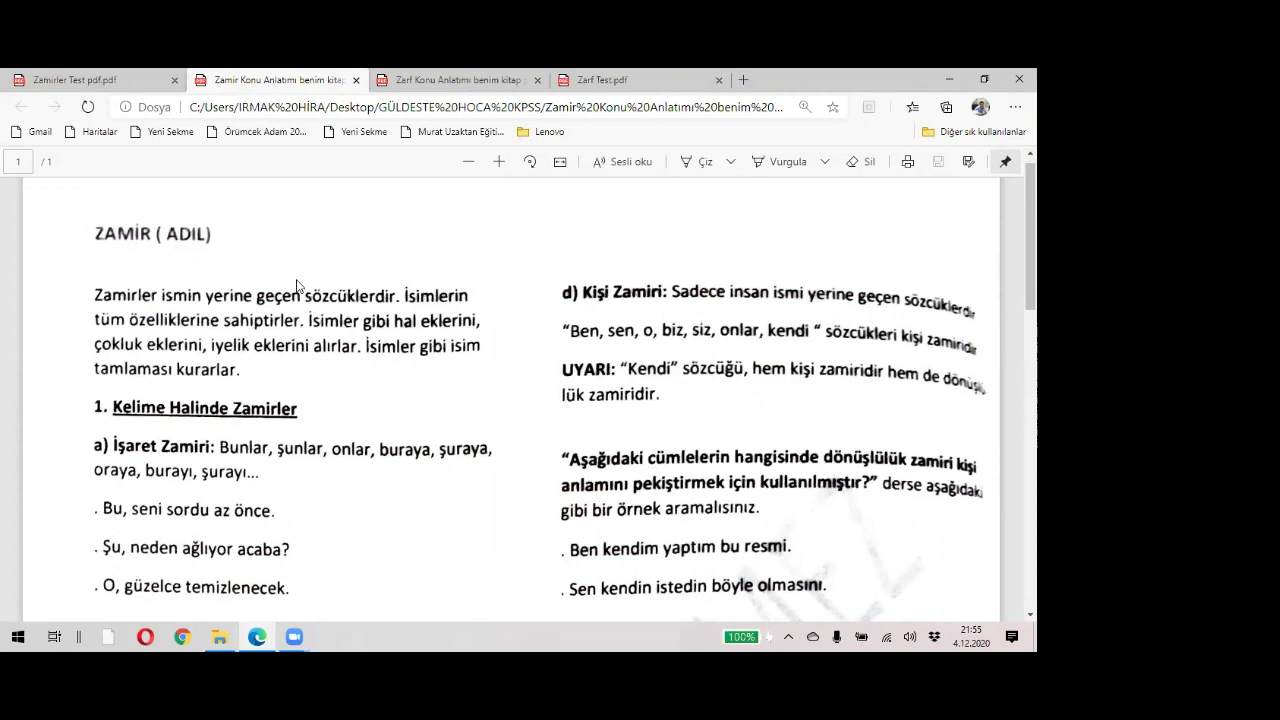 Zamirler Test pdf.pdf
Zamir Konu Anlatımı benim kitap
Zarf Konu Anlatımı benim kitap
Zarf Test.pdf
Dosya
C:/Users/IRMAK%20HİRA/Desktop/GÜLDESTE%20HOCA%20KPSS/Zamir%20Konu%20Anlatımı%20benim%20...
Gmail
Haritalar
Yeni Sekme
Örümcek Adam 20...
Yeni Sekme
Murat Uzaktan Eğiti...
Lenovo
Diğer sık kullanılanlar
1 / 1
Sesli oku
Çiz
Vurgula
Sil
ZAMİR ( ADIL)
Zamirler ismin yerine geçen sözcüklerdir. İsimlerin
tüm özelliklerine sahiptirler. İsimler gibi hal eklerini,
çokluk eklerini, iyelik eklerini alırlar. İsimler gibi isim
tamlaması kurarlar.
1. Kelime Halinde Zamirler
a) İşaret Zamiri: Bunlar, şunlar, onlar, buraya, şuraya,
oraya, burayı, şurayı...
. Bu, seni sordu az önce.
. Şu, neden ağlıyor acaba?
. O, güzelce temizlenecek.
d) Kişi Zamiri: Sadece insan ismi yerine geçen sözcüklerdir
“Ben, sen, o, biz, siz, onlar, kendi “ sözcükleri kişi zamiridir
UYARI: “Kendi” sözcüğü, hem kişi zamiridir hem de dönüşlü
lük zamiridir.
“Aşağıdaki cümlelerin hangisinde dönüşlülük zamiri kişi
anlamını pekiştirmek için kullanılmıştır?” derse aşağıdaki
gibi bir örnek aramalısınız.
. Ben kendim yaptım bu resmi.
. Sen kendin istedin böyle olmasını.
100%
21:55
4.12.2020